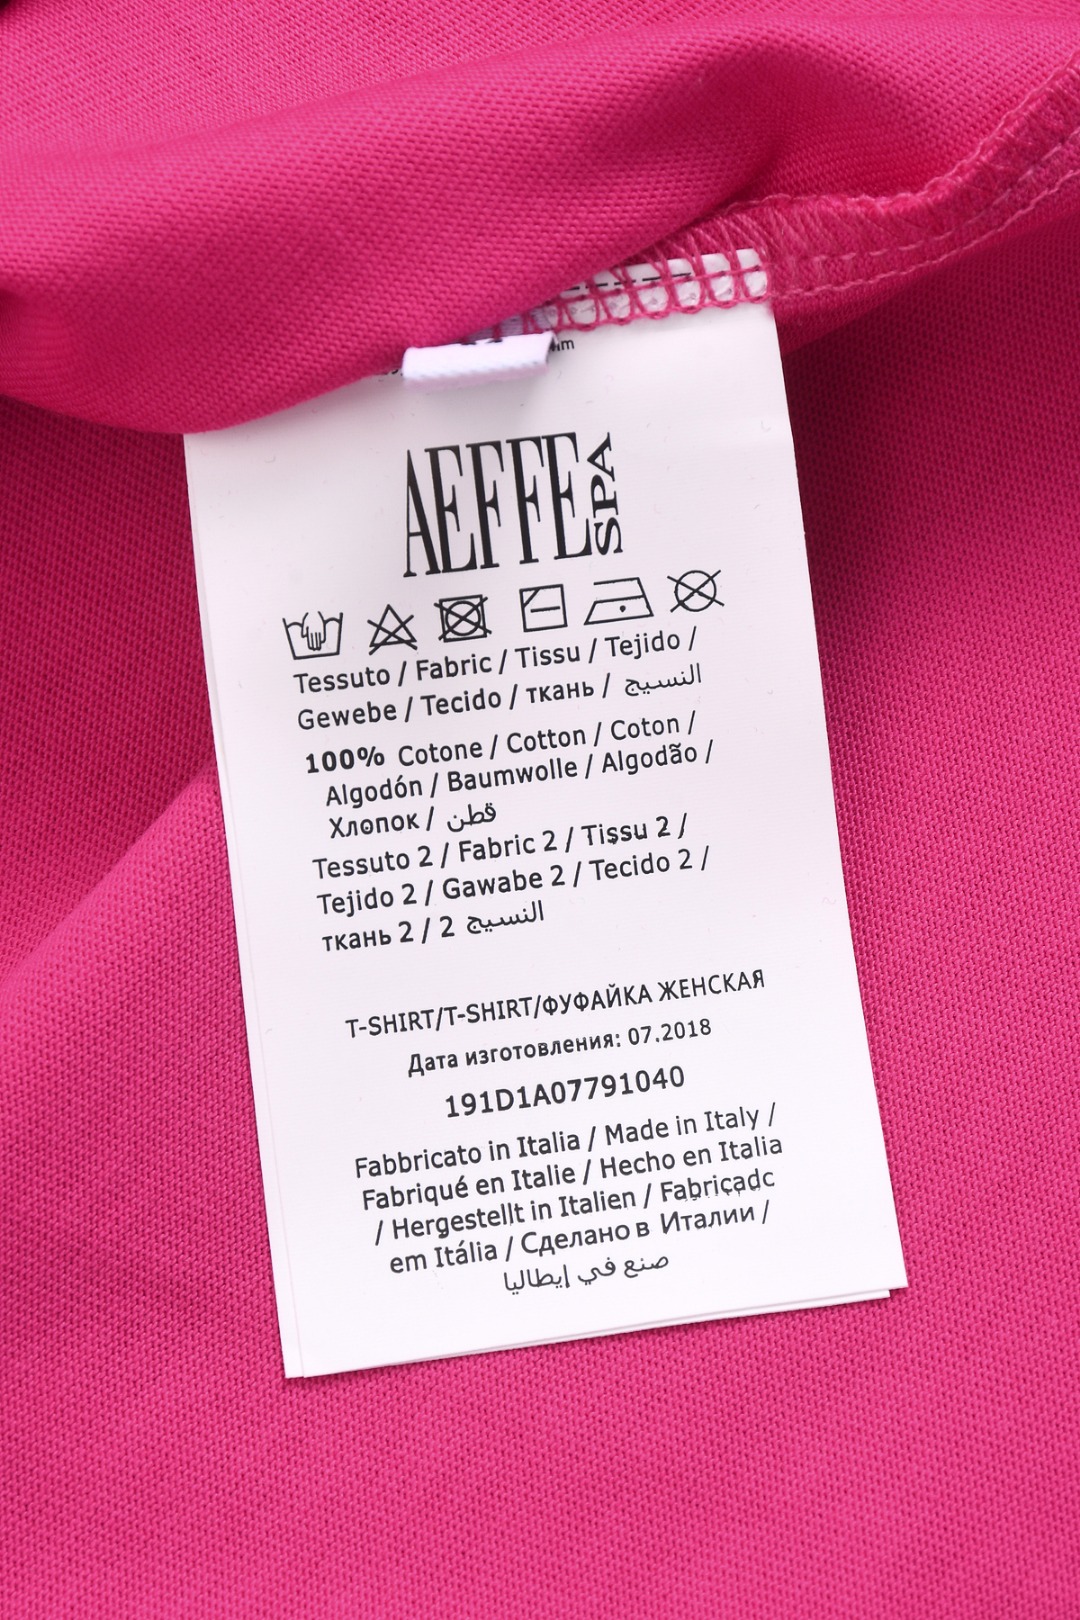 AEFFE SPA
Tessuto / Fabric / Tissu / Tejido /
Gewebe / Tecido / ткань / النسيج
100% Cotone / Cotton / Coton /
Algodón / Baumwolle / Algodão /
Хлопок / قطن
Tessuto 2 / Fabric 2 / Tissu 2 /
Tejido 2 / Gawabe 2 / Tecido 2 /
ткань 2 / 2 النسيج
T-SHIRT/T-SHIRT/ФУФАЙКА ЖЕНСКАЯ
Дата изготовления: 07.2018
191D1A07791040
Fabbricato in Italia / Made in Italy /
Fabriqué en Italie / Hecho en Italia
/ Hergestellt in Italien / Fabriçadc
em Itália / Сделано в Италии /
صنع في إيطاليا